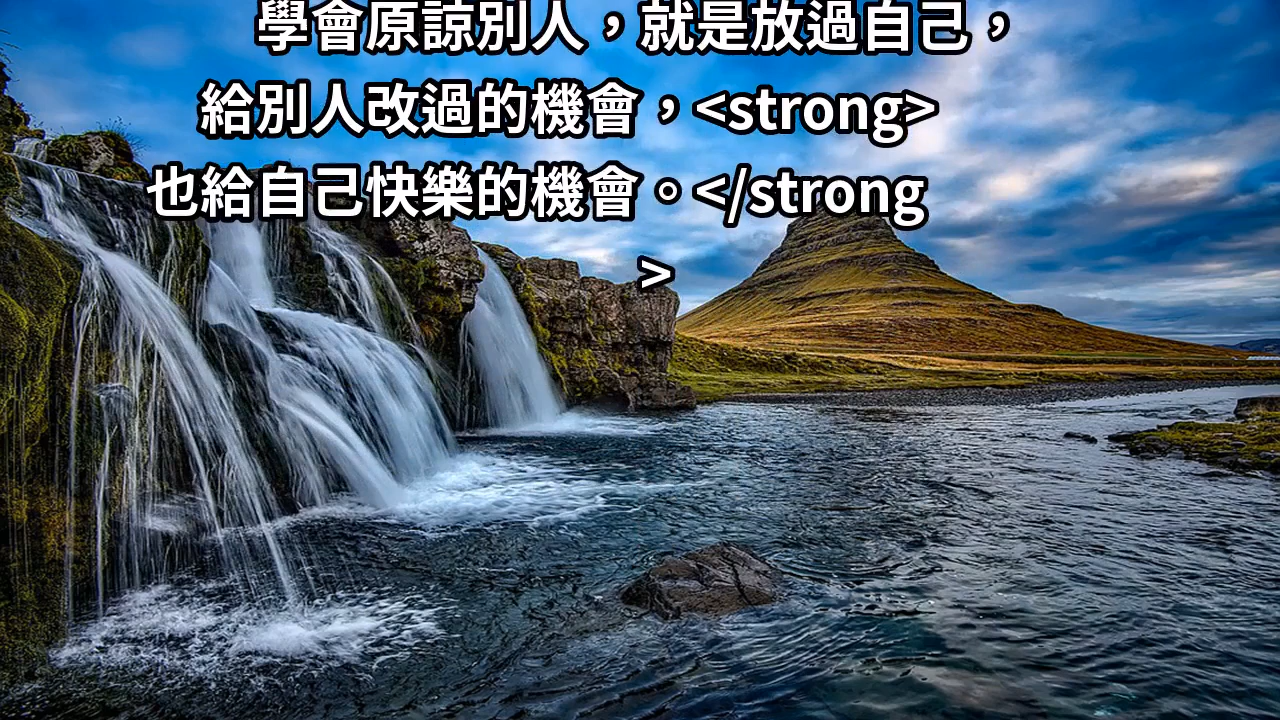 學會原諒別人，就是放過自己，
給別人改過的機會，<strong>
也給自己快樂的機會。</strong
>